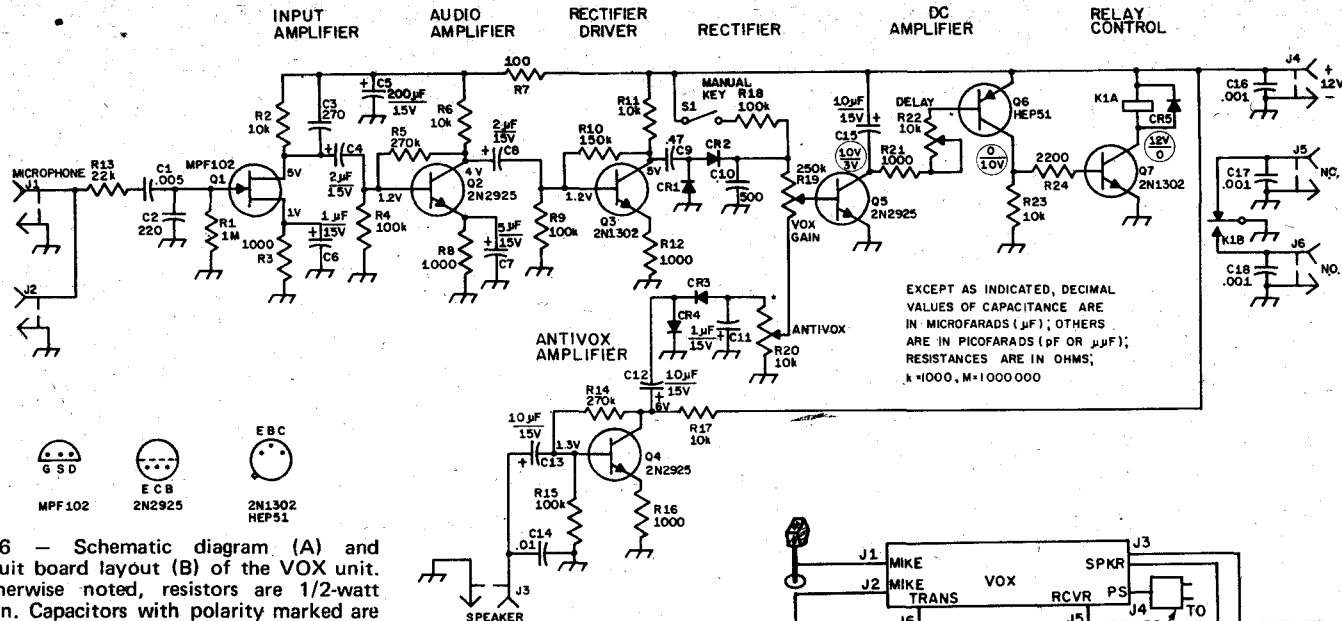 INPUT
AMPLIFIER
AUDIO
AMPLIFIER
RECTIFIER
DRIVER
RECTIFIER
DC
AMPLIFIER
RELAY
CONTROL
100
R7
J4
+
12V
-
C16
.001
C5
200µF
15V
R2
10k
C3
270
R6
10k
R11
10k
S1
MANUAL
KEY
R18
100k
10µF
15V
C15
DELAY
R22
10k
Q6
HEP51
K1A
CR5
R5
270k
2µF
15V
C8
R10
150k
.47
C9
CR2
C4
2µF
15V
MICROPHONE
J1
R13
22k
C1
.005
MPF102
Q1
5V
4V
Q2
2N2925
5V
CR1
C10
500
250k
R19
VOX
GAIN
10V
3V
R21
1000
0
10V
2200
R24
12V
0
Q7
2N1302
C17
.001
J5
NC.
C2
220
R1
1M
1V
1µF
15V
C6
1000
R3
R4
100k
1.2V
5µF
15V
C7
R8
1000
R9
100k
1.2V
Q3
2N1302
R12
1000
Q5
2N2925
R23
10k
K1B
J6
NO.
C18
.001
J2
CR3
CR4
1µF
15V
C11
*
ANTIVOX
R20
10k
EXCEPT AS INDICATED, DECIMAL
VALUES OF CAPACITANCE ARE
IN MICROFARADS (µF); OTHERS
ARE IN PICOFARADS (pF OR µµF);
RESISTANCES ARE IN OHMS;
k=1000, M=1000000
ANTIVOX
AMPLIFIER
C12
10µF
15V
6V
R14
270k
R17
10k
10µF
15V
C13
1.3V
Q4
2N2925
R15
100k
R16
1000
.01
C14
J3
SPEAKER
G S D
MPF102
E C B
2N2925
E B C
2N1302
HEP51
6 — Schematic diagram (A) and
uit board layout (B) of the VOX unit.
herwise noted, resistors are 1/2-watt
n. Capacitors with polarity marked are
J1
MIKE
VOX
SPKR
J3
J2
MIKE
TRANS
RCVR
PS
J4
TO
J6
J5